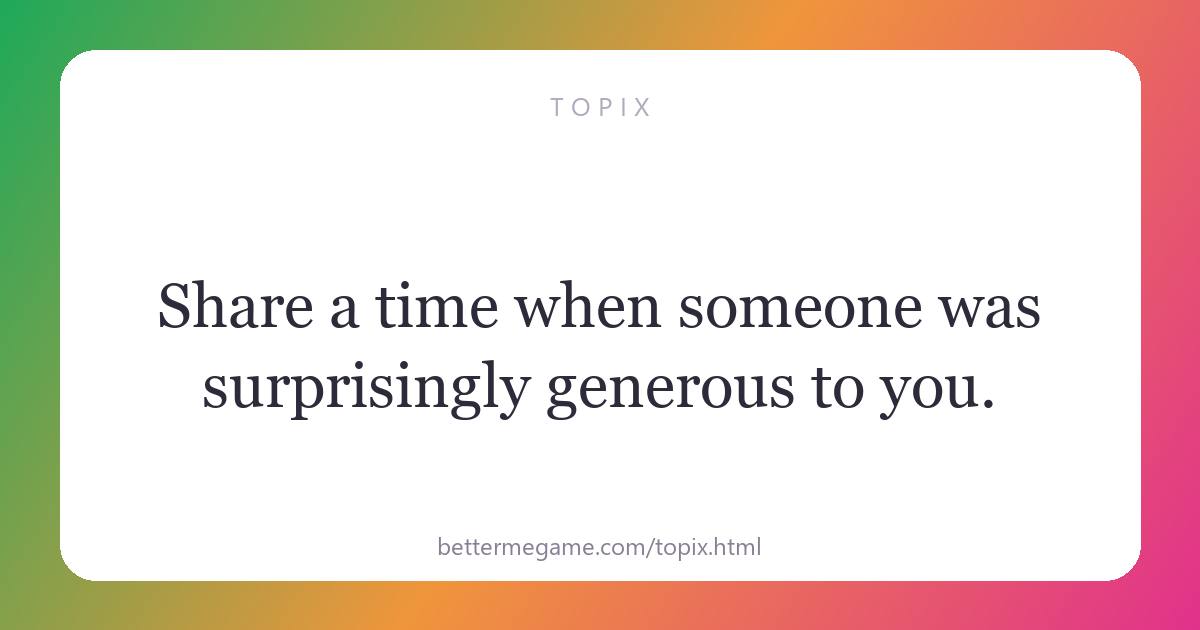 TOPIX
Share a time when someone was
surprisingly generous to you.
bettermegame.com/topix.html